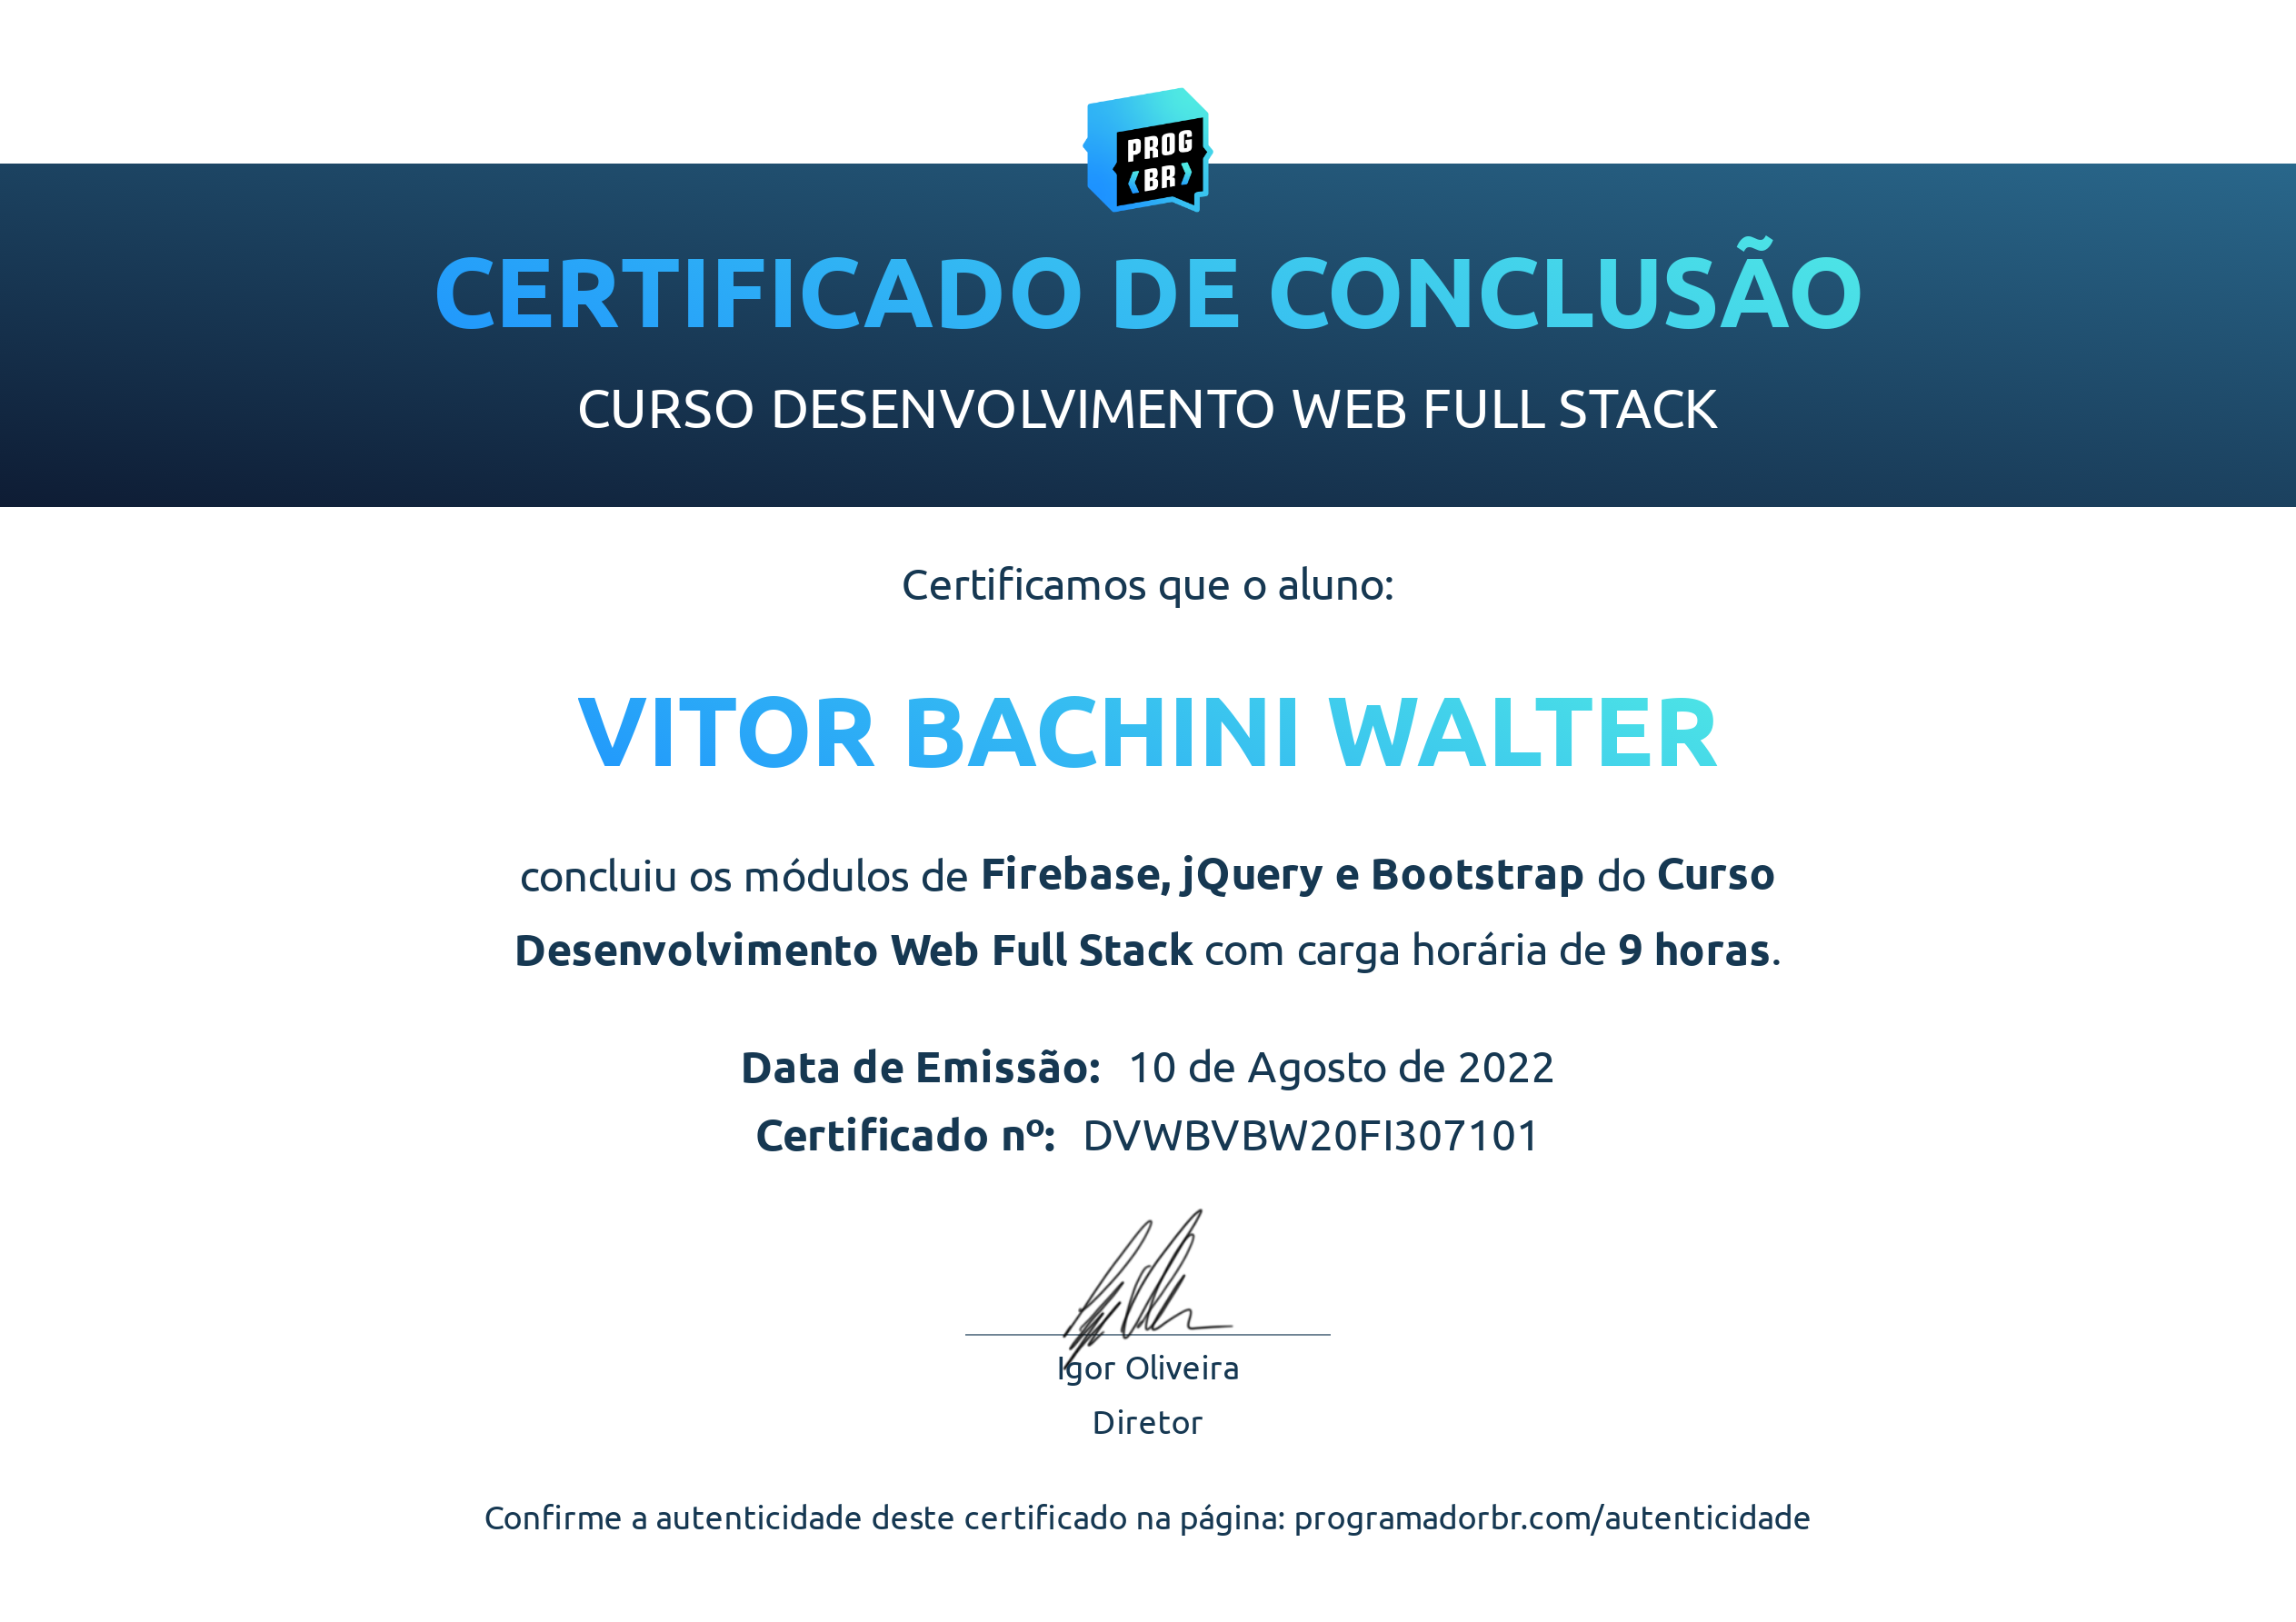 PROG
BR
CERTIFICADO DE CONCLUSÃO
CURSO DESENVOLVIMENTO WEB FULL STACK
Certificamos que o aluno:
VITOR BACHINI WALTER
concluiu os módulos de Firebase, jQuery e Bootstrap do Curso
Desenvolvimento Web Full Stack com carga horária de 9 horas.
Data de Emissão: 10 de Agosto de 2022
Certificado nº: DVWBVBW20FI307101
Igor Oliveira
Diretor
Confirme a autenticidade deste certificado na página: programadorbr.com/autenticidade